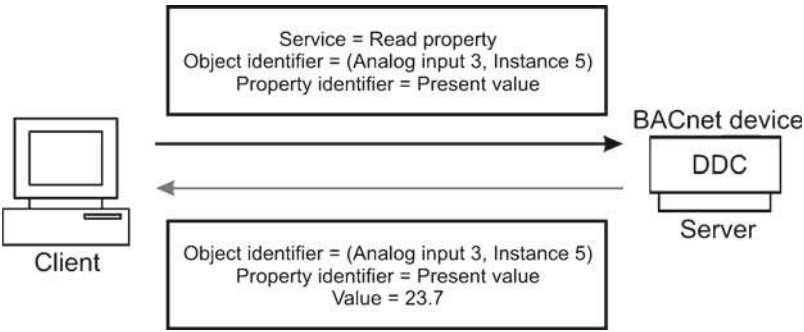 Service = Read property
Object identifier = (Analog input 3, Instance 5)
Property identifier = Present value
BACnet device
DDC
Server
Client
Object identifier = (Analog input 3, Instance 5)
Property identifier = Present value
Value = 23.7